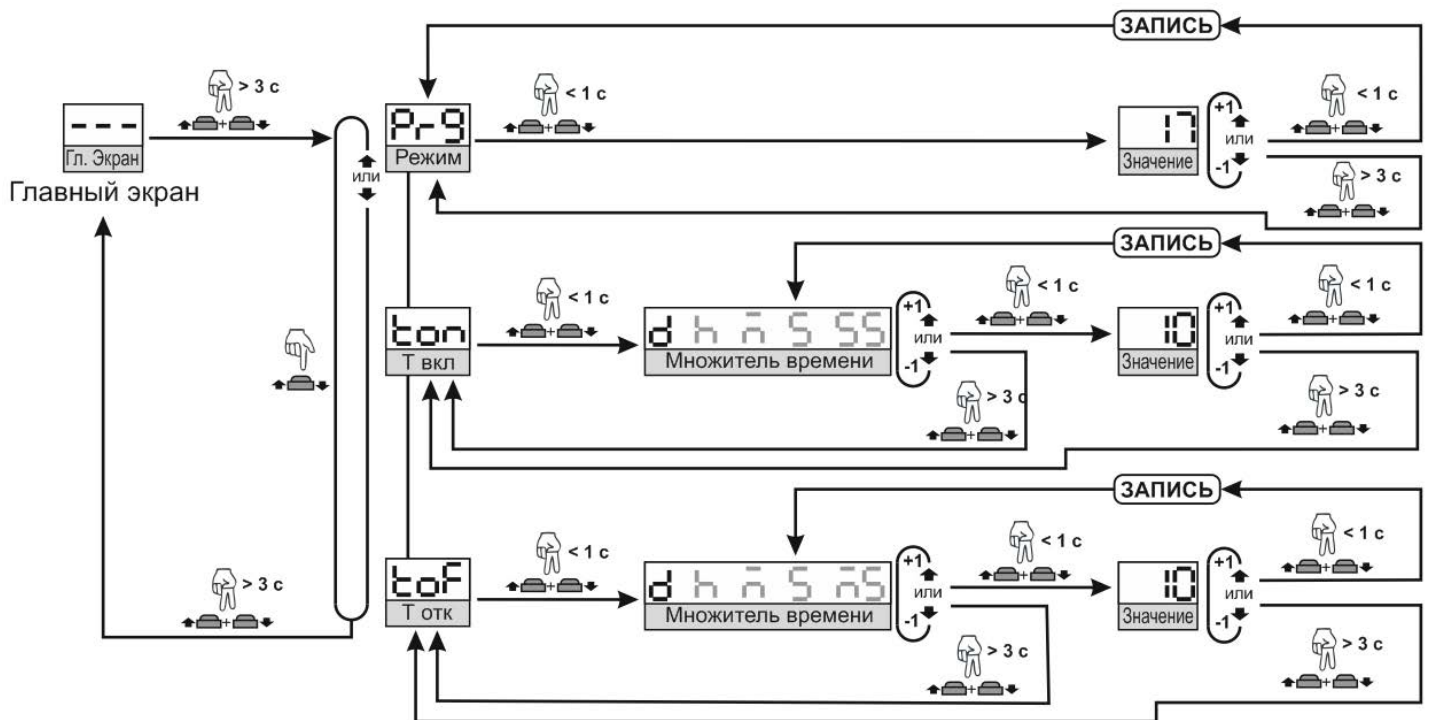 ЗАПИСЬ
> 3 с
< 1 с
< 1 с
---
Гл. Экран
Главный экран
или
Prg
Режим
17
Значение
+1
или
-1
> 3 с
ЗАПИСЬ
< 1 с
< 1 с
< 1 с
ton
Т вкл
d h n S SS
Множитель времени
+1
или
-1
10
Значение
+1
или
-1
> 3 с
> 3 с
ЗАПИСЬ
< 1 с
< 1 с
< 1 с
toF
Т отк
d h n S nS
Множитель времени
+1
или
-1
10
Значение
+1
или
-1
> 3 с
> 3 с
> 3 с